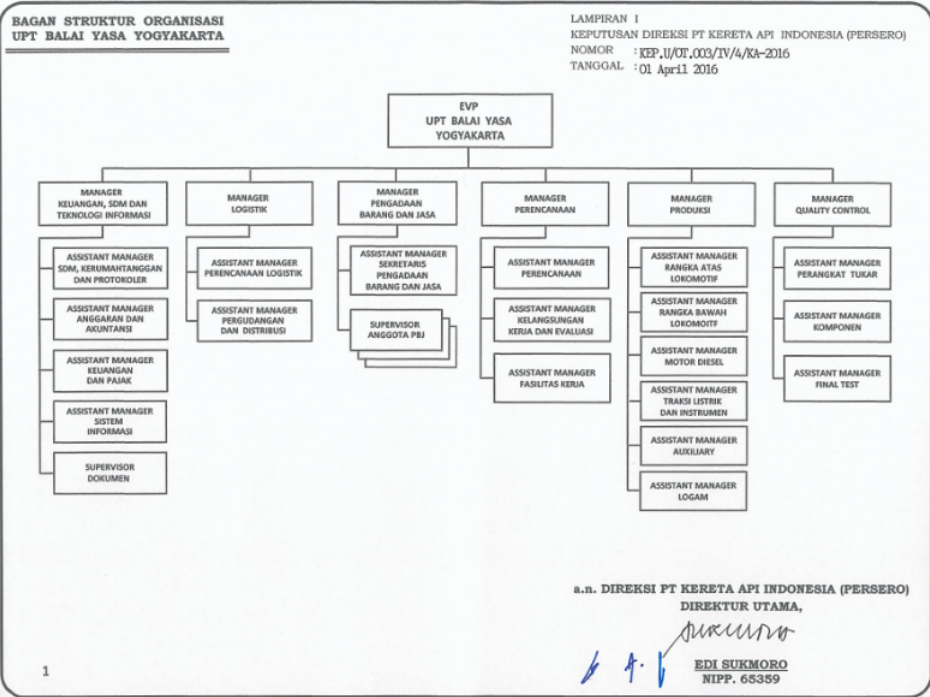 BAGAN STRUKTUR ORGANISASI
UPT BALAI YASA YOGYAKARTA
LAMPIRAN I
KEPUTUSAN DIREKSI PT KERETA API INDONESIA (PERSERO)
NOMOR : KEP.U/OT.003/IV/4/KA-2016
TANGGAL : 01 April 2016
EVP
UPT BALAI YASA
YOGYAKARTA
MANAGER
KEUANGAN, SDM DAN
TEKNOLOGI INFORMASI
ASSISTANT MANAGER
SDM, KERUMAHTANGGAN
DAN PROTOKOLER
ASSISTANT MANAGER
ANGGARAN DAN
AKUNTANSI
ASSISTANT MANAGER
KEUANGAN
DAN PAJAK
ASSISTANT MANAGER
SISTEM
INFORMASI
SUPERVISOR
DOKUMEN
MANAGER
LOGISTIK
ASSISTANT MANAGER
PERENCANAAN LOGISTIK
ASSISTANT MANAGER
PERGUDANGAN
DAN DISTRIBUSI
MANAGER
PENGADAAN
BARANG DAN JASA
ASSISTANT MANAGER
SEKRETARIS
PENGADAAN
BARANG DAN JASA
SUPERVISOR
ANGGOTA PBJ
MANAGER
PERENCANAAN
ASSISTANT MANAGER
PERENCANAAN
ASSISTANT MANAGER
KELANGSUNGAN
KERJA DAN EVALUASI
ASSISTANT MANAGER
FASILITAS KERJA
MANAGER
PRODUKSI
ASSISTANT MANAGER
RANGKA ATAS
LOKOMOTIF
ASSISTANT MANAGER
RANGKA BAWAH
LOKOMOITF
ASSISTANT MANAGER
MOTOR DIESEL
ASSISTANT MANAGER
TRAKSI LISTRIK
DAN INSTRUMEN
ASSISTANT MANAGER
AUXILIARY
ASSISTANT MANAGER
LOGAM
MANAGER
QUALITY CONTROL
ASSISTANT MANAGER
PERANGKAT TUKAR
ASSISTANT MANAGER
KOMPONEN
ASSISTANT MANAGER
FINAL TEST
a.n. DIREKSI PT KERETA API INDONESIA (PERSERO)
DIREKTUR UTAMA,
EDI SUKMORO
NIPP. 65359
1